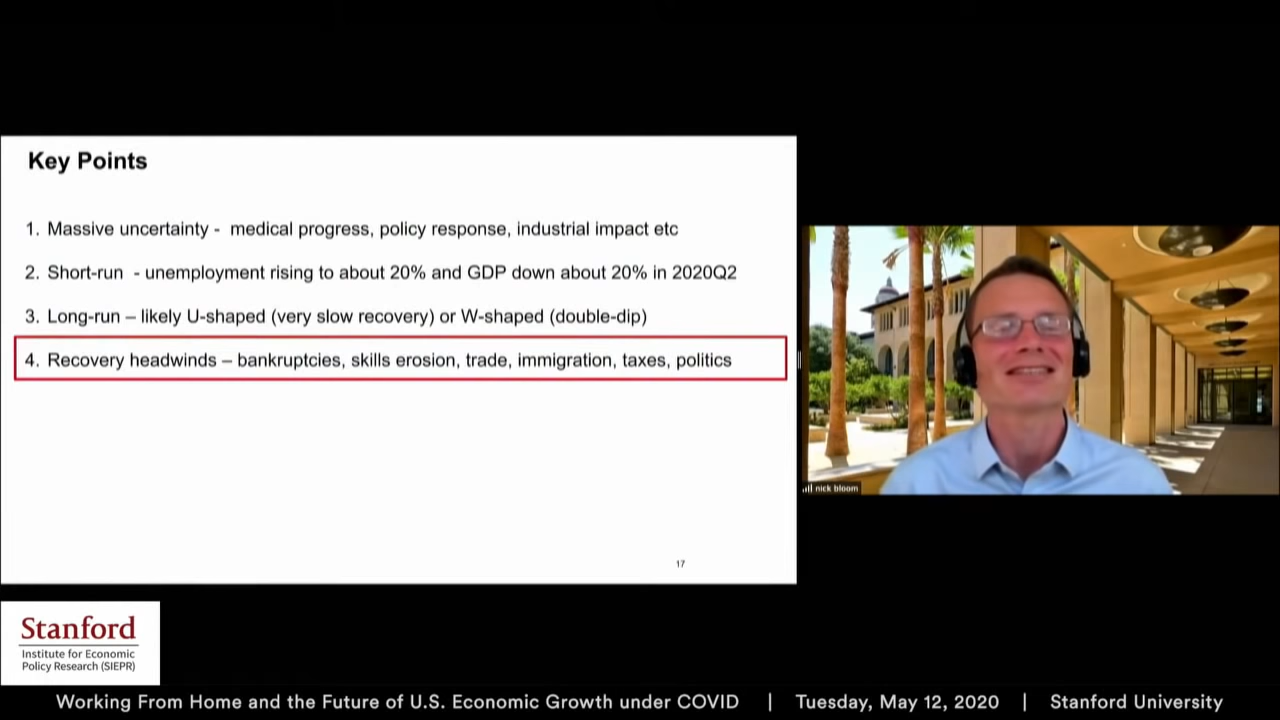 Key Points
1. Massive uncertainty - medical progress, policy response, industrial impact etc
2. Short-run - unemployment rising to about 20% and GDP down about 20% in 2020Q2
3. Long-run – likely U-shaped (very slow recovery) or W-shaped (double-dip)
4. Recovery headwinds – bankruptcies, skills erosion, trade, immigration, taxes, politics
17
nick bloom
Stanford
Institute for Economic
Policy Research (SIEPR)
Working From Home and the Future of U.S. Economic Growth under COVID | Tuesday, May 12, 2020 | Stanford University